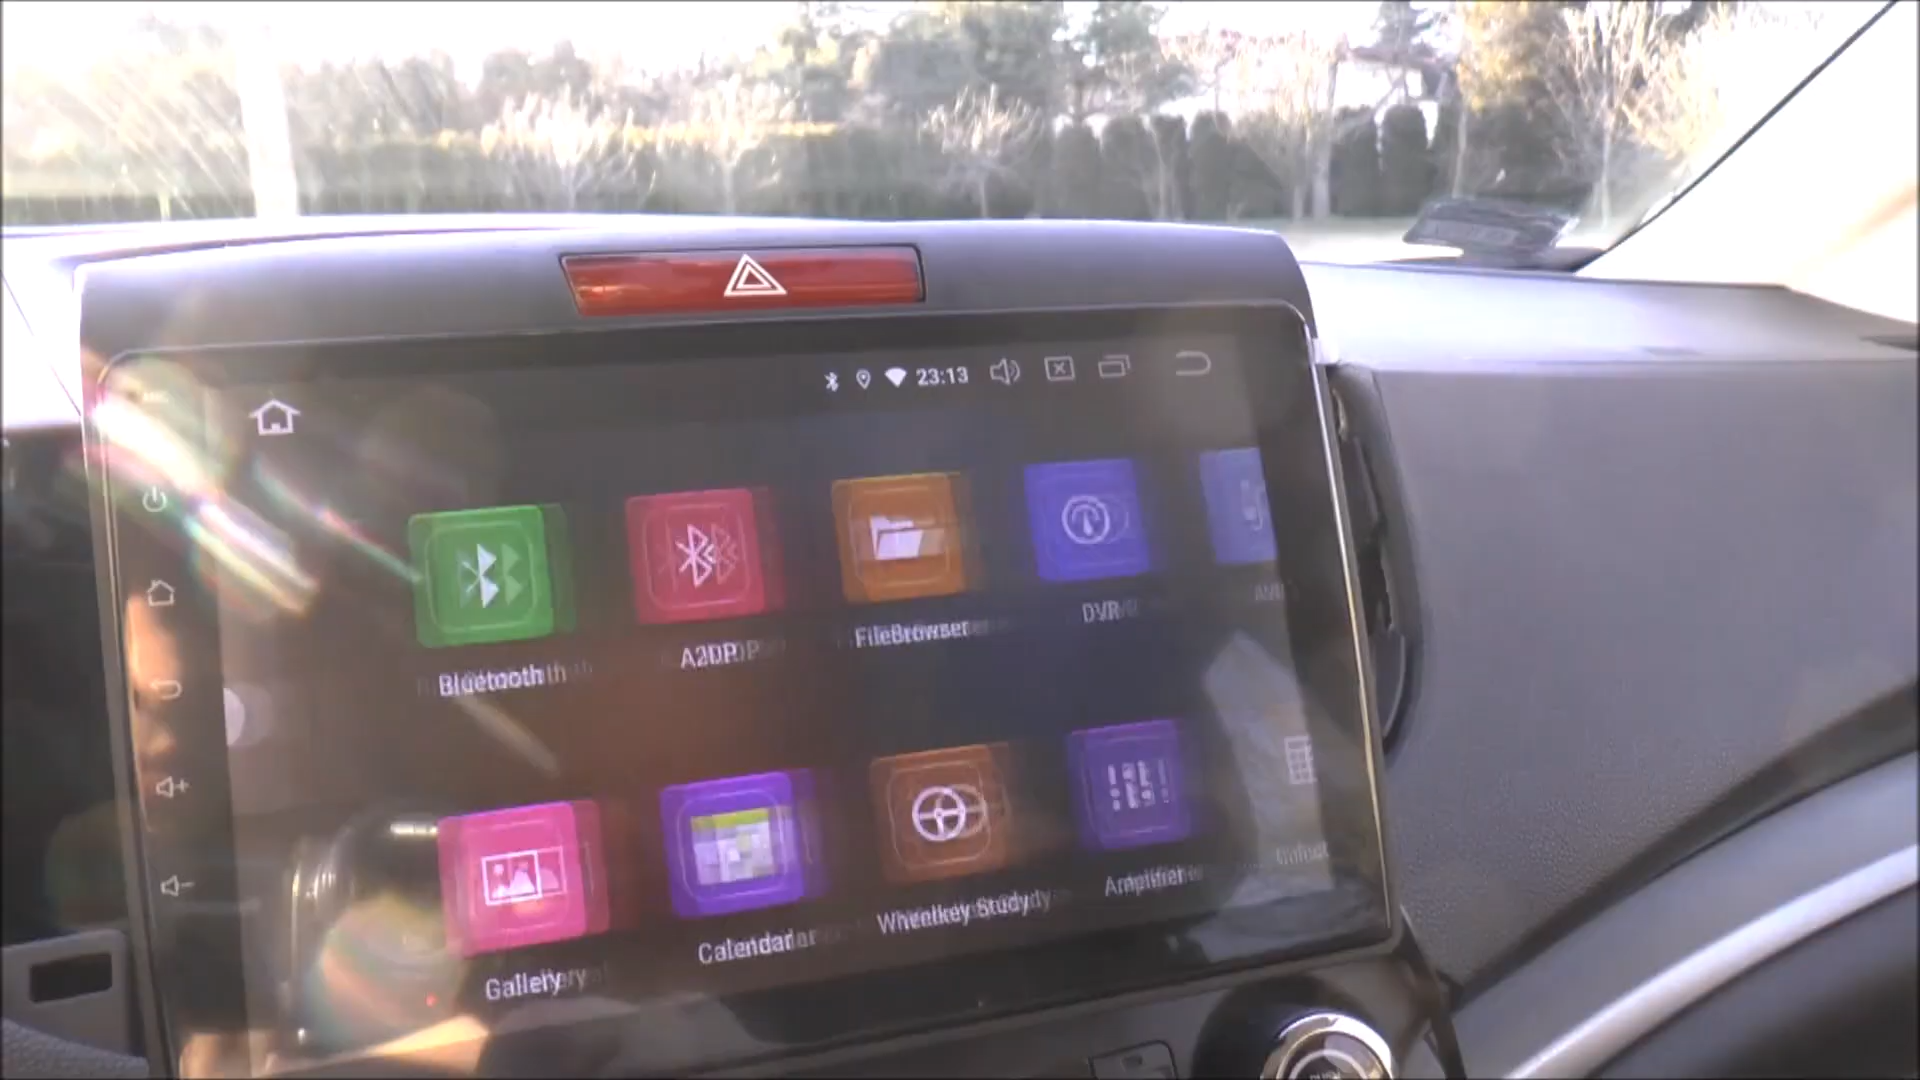 23:13
Bluetooth
A2DP
FileBrowser
DVR
Gallery
Calendar
Wheelkey Study
Amplifier